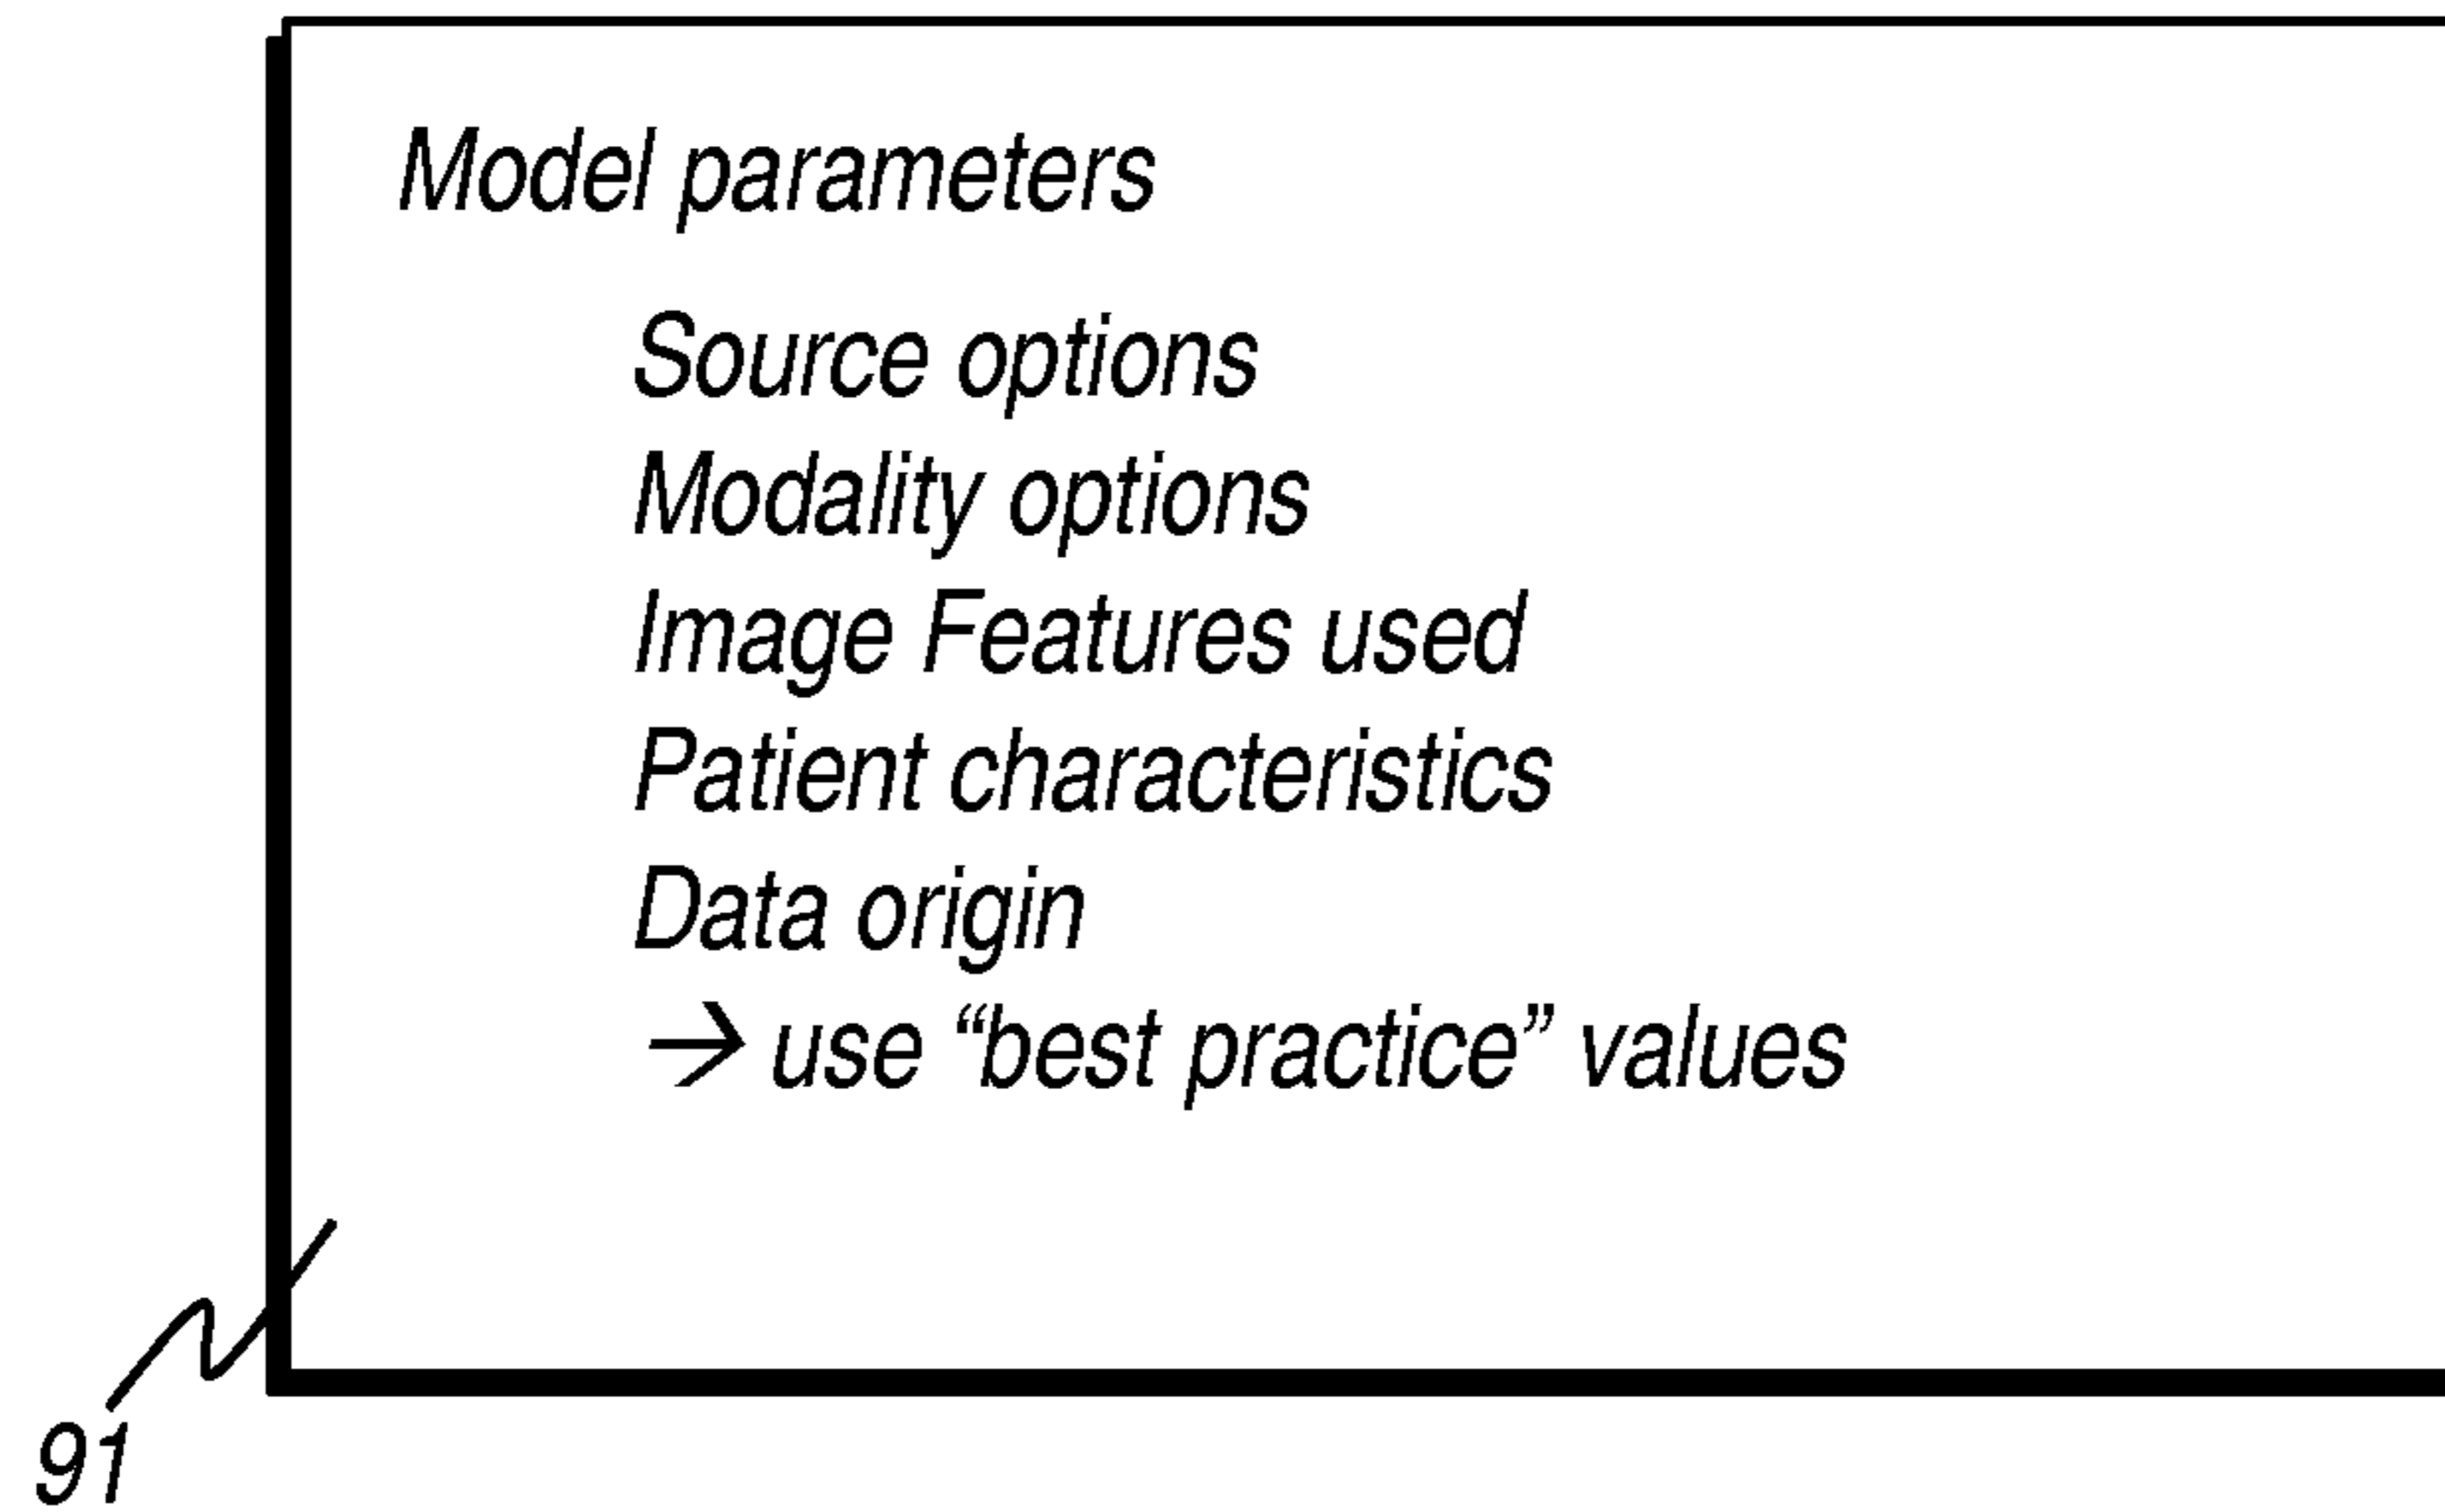 Model parameters
Source options
Modality options
Image Features used
Patient characteristics
Data origin
→ use “best practice” values
91